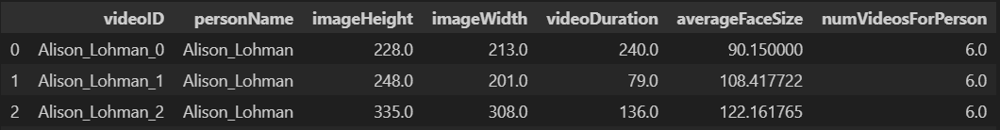 videoID personName imageHeight imageWidth videoDuration averageFaceSize numVideosForPerson
0 Alison_Lohman_0 Alison_Lohman 228.0 213.0 240.0 90.150000 6.0
1 Alison_Lohman_1 Alison_Lohman 248.0 201.0 79.0 108.417722 6.0
2 Alison_Lohman_2 Alison_Lohman 335.0 308.0 136.0 122.161765 6.0